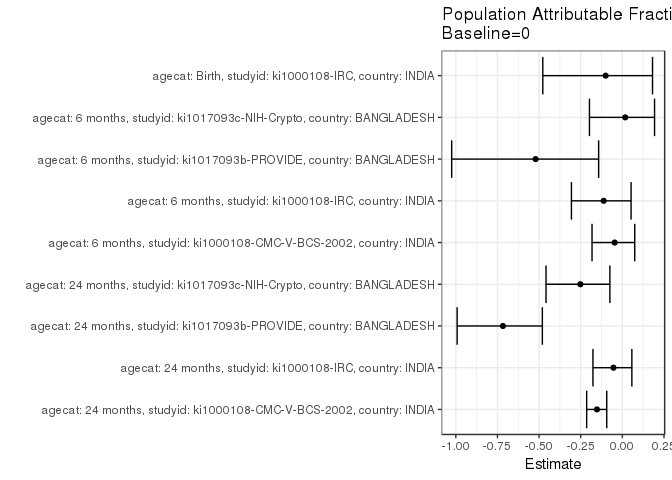 Population Attributable Fracti
Baseline=0
agecat: Birth, studyid: ki1000108-IRC, country: INDIA
agecat: 6 months, studyid: ki1017093c-NIH-Crypto, country: BANGLADESH
agecat: 6 months, studyid: ki1017093b-PROVIDE, country: BANGLADESH
agecat: 6 months, studyid: ki1000108-IRC, country: INDIA
agecat: 6 months, studyid: ki1000108-CMC-V-BCS-2002, country: INDIA
agecat: 24 months, studyid: ki1017093c-NIH-Crypto, country: BANGLADESH
agecat: 24 months, studyid: ki1017093b-PROVIDE, country: BANGLADESH
agecat: 24 months, studyid: ki1000108-IRC, country: INDIA
agecat: 24 months, studyid: ki1000108-CMC-V-BCS-2002, country: INDIA
-1.00 -0.75 -0.50 -0.25 0.00 0.25
Estimate